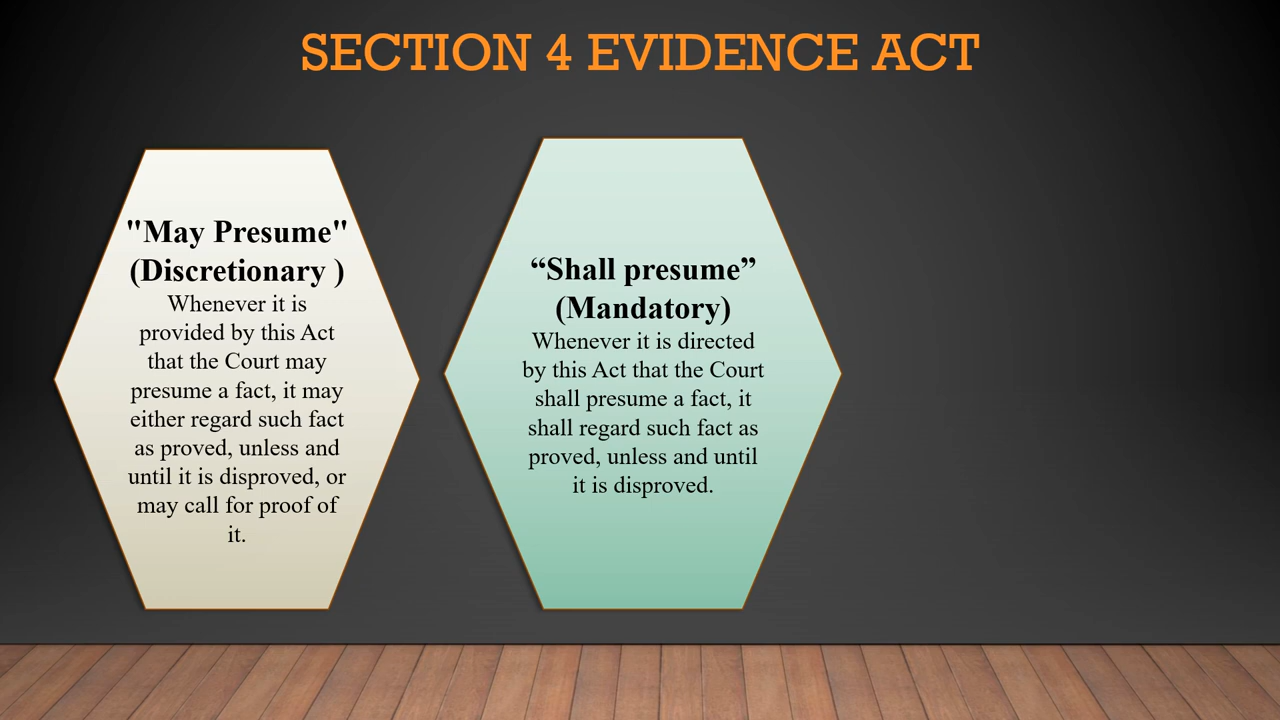 SECTION 4 EVIDENCE ACT
"May Presume"
(Discretionary )
Whenever it is
provided by this Act
that the Court may
presume a fact, it may
either regard such fact
as proved, unless and
until it is disproved, or
may call for proof of
it.
“Shall presume”
(Mandatory)
Whenever it is directed
by this Act that the Court
shall presume a fact, it
shall regard such fact as
proved, unless and until
it is disproved.